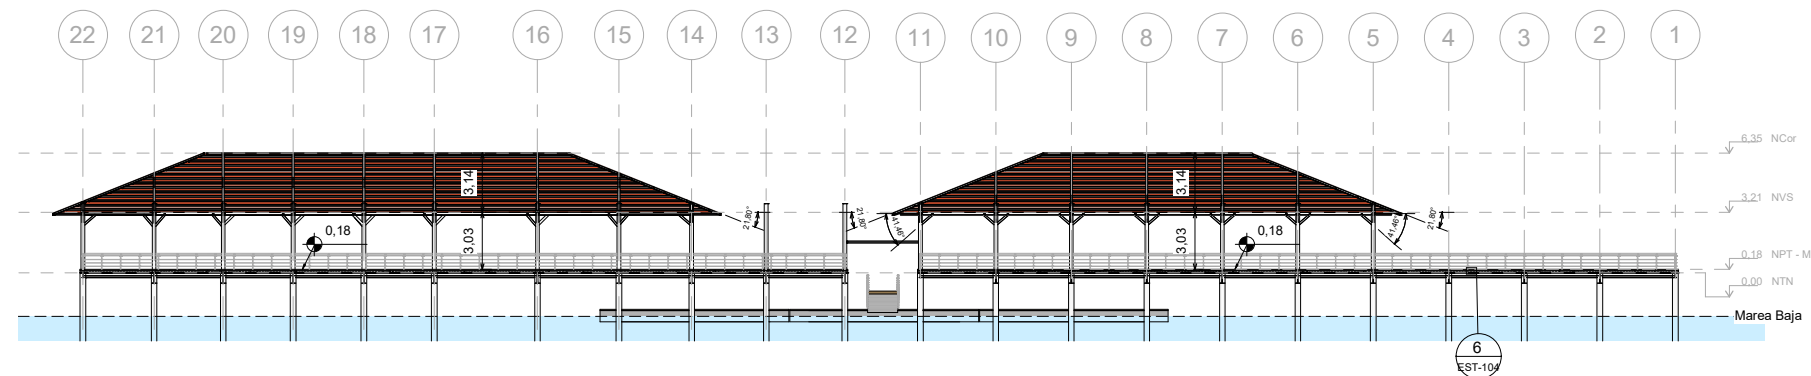 22 21 20 19 18 17 16 15 14 13 12 11 10 9 8 7 6 5 4 3 2 1
6,35 NCor
3,14 3,14
3,21 NVS
21,80° 21,80° 41,46° 41,46° 21,80°
0,18 3,03 3,03 0,18
0,18 NPT - M
0,00 NTN
Marea Baja
6
EST-104